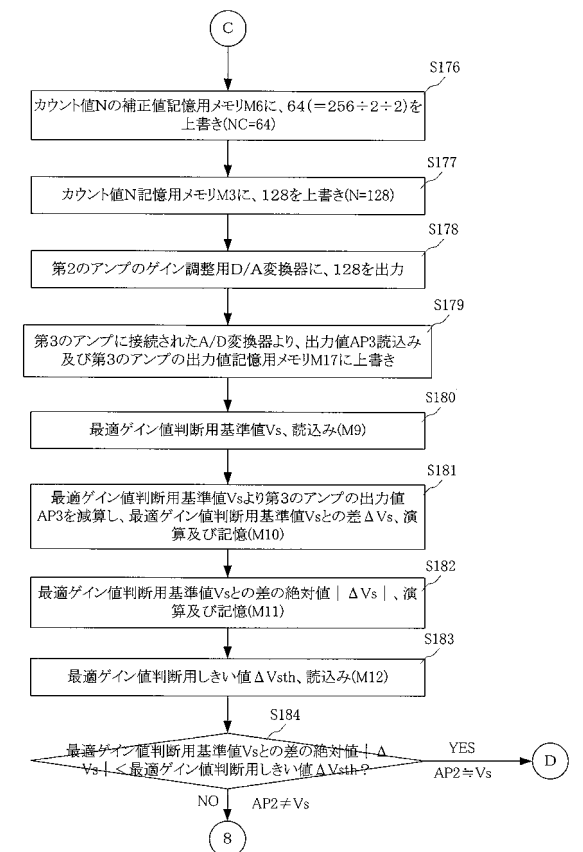 C
S176
カウント値Nの補正値記憶用メモリM6に、64(=256÷2÷2)を
上書き(NC=64)
S177
カウント値N記憶用メモリM3に、128を上書き(N=128)
S178
第2のアンプのゲイン調整用D/A変換器に、128を出力
S179
第3のアンプに接続されたA/D変換器より、出力値AP3読込み
及び第3のアンプの出力値記憶用メモリM17に上書き
S180
最適ゲイン値判断用基準値Vs、読込み(M9)
S181
最適ゲイン値判断用基準値Vsより第3のアンプの出力値
AP3を減算し、最適ゲイン値判断用基準値Vsとの差ΔVs、演
算及び記憶(M10)
S182
最適ゲイン値判断用基準値Vsとの差の絶対値|ΔVs|、演
算及び記憶(M11)
S183
最適ゲイン値判断用しきい値ΔVsth、読込み(M12)
S184
最適ゲイン値判断用基準値Vsとの差の絶対値|Δ
Vs|<最適ゲイン値判断用しきい値ΔVsth?
YES
AP2≒Vs
D
NO
AP2≠Vs
8